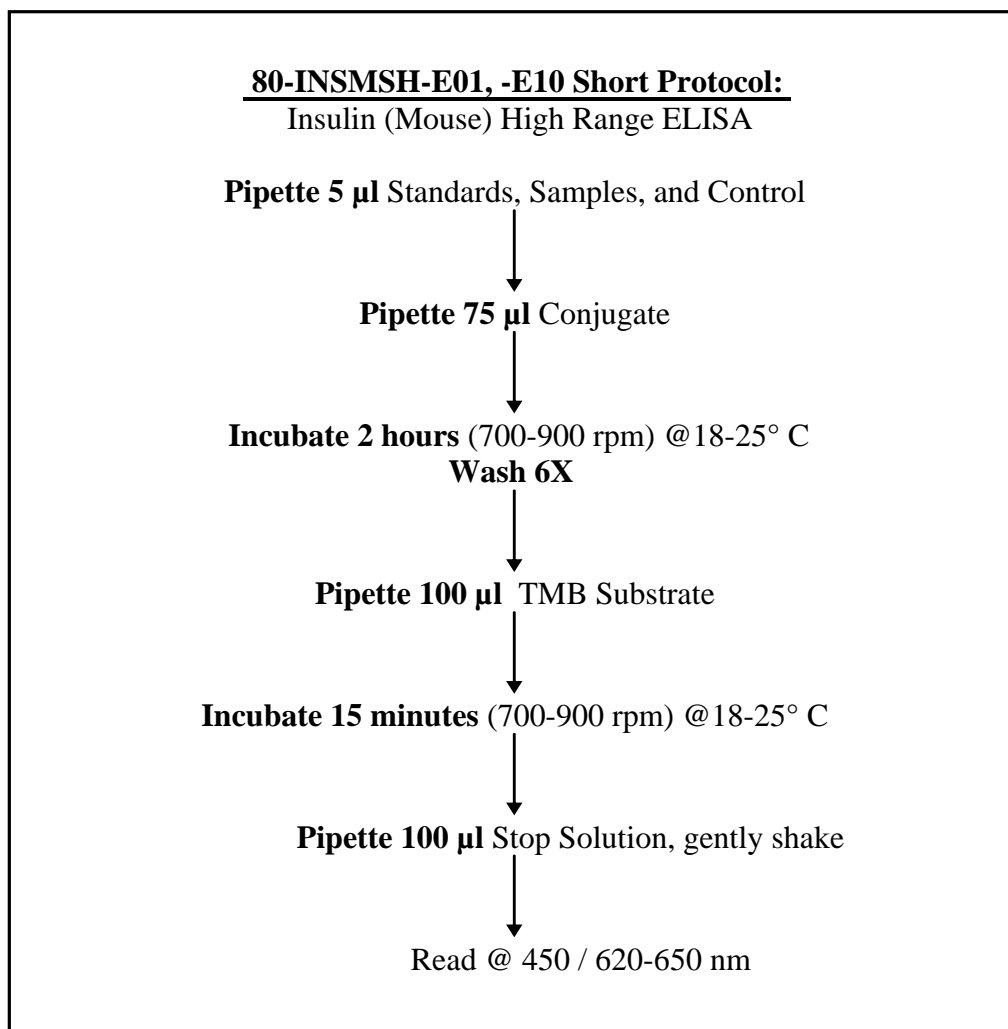 80-INSMSH-E01, -E10 Short Protocol:
Insulin (Mouse) High Range ELISA
Pipette 5 µl Standards, Samples, and Control
Pipette 75 µl Conjugate
Incubate 2 hours (700-900 rpm) @18-25° C
Wash 6X
Pipette 100 µl  TMB Substrate
Incubate 15 minutes (700-900 rpm) @18-25° C
Pipette 100 µl Stop Solution, gently shake
Read @ 450 / 620-650 nm